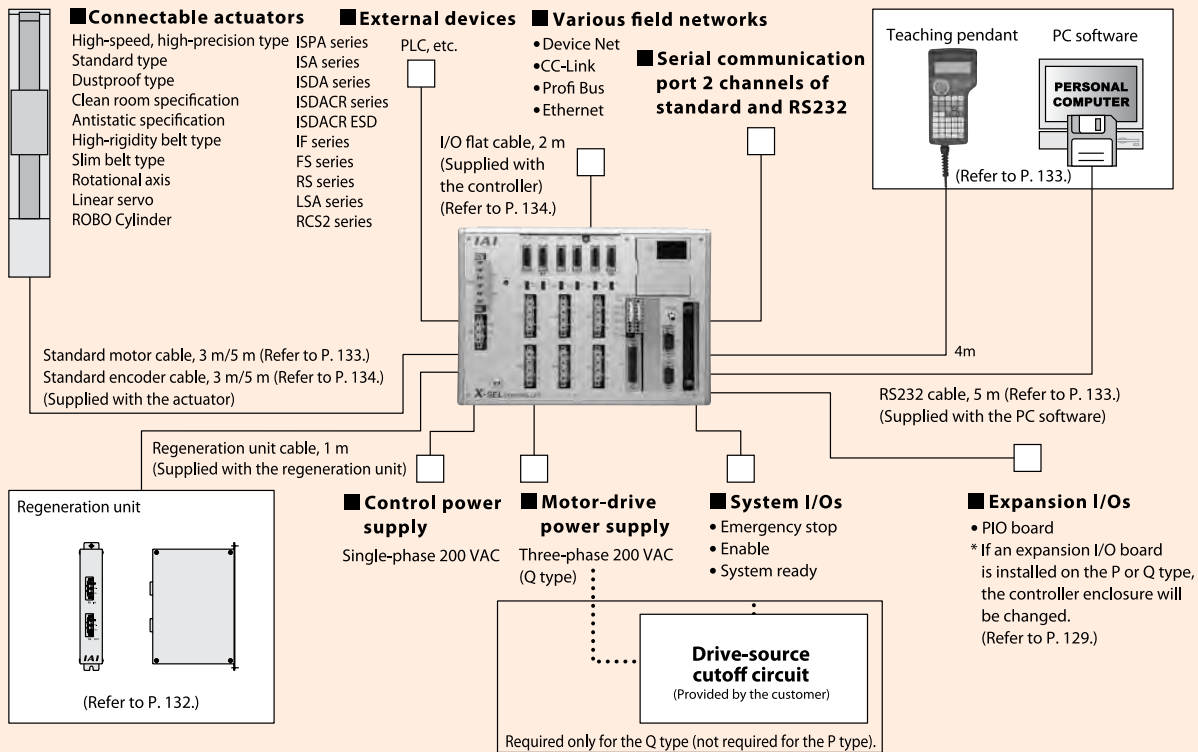 ■Connectable actuators
High-speed, high-precision type ISPA series
Standard type ISA series
Dustproof type ISDA series
Clean room specification ISDACR series
Antistatic specification ISDACR ESD
High-rigidity belt type IF series
Slim belt type FS series
Rotational axis RS series
Linear servo LSA series
ROBO Cylinder RCS2 series
■External devices
PLC, etc.
■Various field networks
•Device Net
•CC-Link
•Profi Bus
•Ethernet
■Serial communication
port 2 channels of
standard and RS232
I/O flat cable, 2 m
(Supplied with
the controller)
(Refer to P. 134.)
Teaching pendant
PC software
PERSONAL
COMPUTER
(Refer to P. 133.)
IAI
X-SEL CONTROLLER
Standard motor cable, 3 m/5 m (Refer to P. 133.)
Standard encoder cable, 3 m/5 m (Refer to P. 134.)
(Supplied with the actuator)
4m
RS232 cable, 5 m (Refer to P. 133.)
(Supplied with the PC software)
Regeneration unit cable, 1 m
(Supplied with the regeneration unit)
Regeneration unit
IAI
(Refer to P. 132.)
■Control power
supply
Single-phase 200 VAC
■Motor-drive
power supply
Three-phase 200 VAC
(Q type)
■System I/Os
• Emergency stop
• Enable
• System ready
■Expansion I/Os
• PIO board
* If an expansion I/O board
is installed on the P or Q type,
the controller enclosure will
be changed.
(Refer to P. 129.)
Drive-source
cutoff circuit
(Provided by the customer)
Required only for the Q type (not required for the P type).